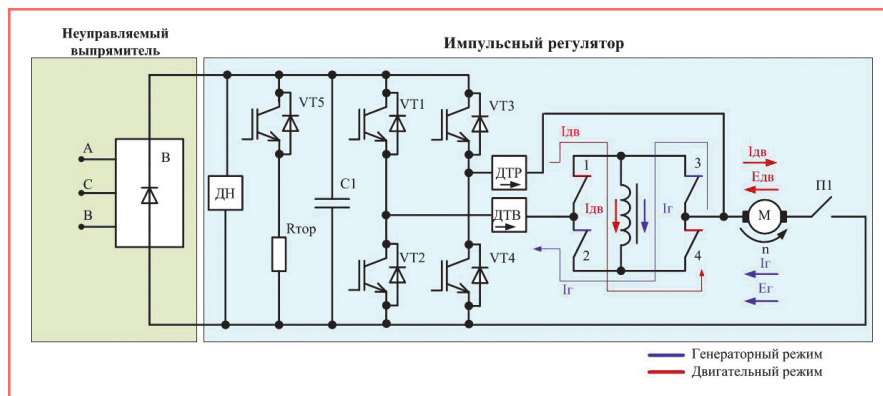 Неуправляемый
выпрямитель
Импульсный регулятор
VT5
VT1
VT3
A
B
C
B
ДН
Rтор
C1
ДТР
ДТВ
VT2
VT4
Iдв
1
3
Iдв
Iг
2
4
Iг
Iдв
Eдв
П1
М
n
Iг
Eг
Генераторный режим
Двигательный режим